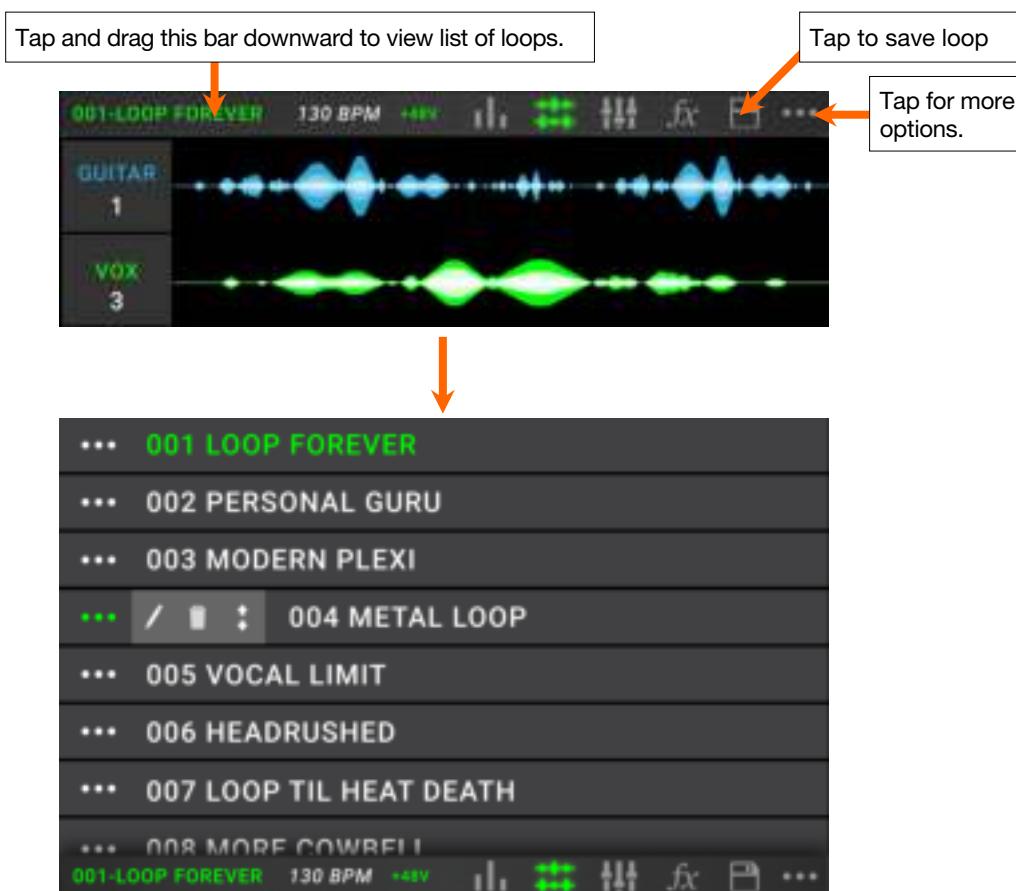 Tap and drag this bar downward to view list of loops.
Tap to save loop
Tap for more
options.
001-LOOP FOREVER 130 BPM +48V fx
GUITAR
1
VOX
3
001 LOOP FOREVER
002 PERSONAL GURU
003 MODERN PLEXI
004 METAL LOOP
005 VOCAL LIMIT
006 HEADRUSHED
007 LOOP TIL HEAT DEATH
008 MORE COWBELL
001-LOOP FOREVER 130 BPM +48V fx